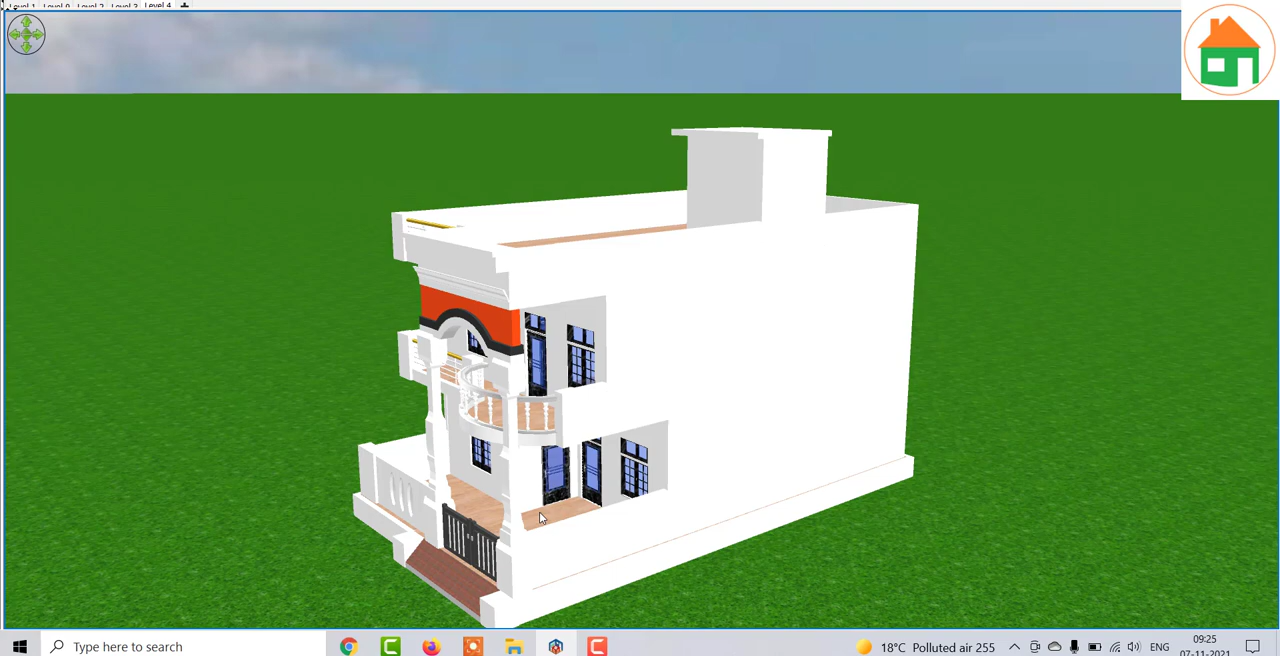 Level 1 Level 0 Level 2 Level 3 Level 4
Type here to search
18°C Polluted air 255
ENG
09:25
07-11-2021